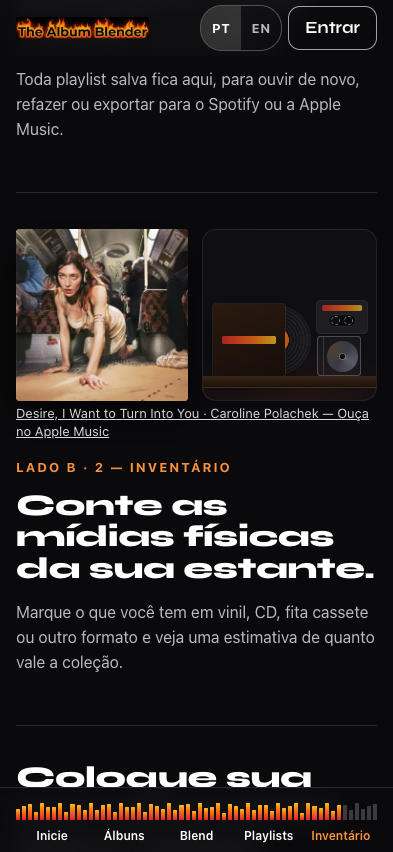 The Album Blender
PT
EN
Entrar
Toda playlist salva fica aqui, para ouvir de novo,
refazer ou exportar para o Spotify ou a Apple
Music.
Desire, I Want to Turn Into You · Caroline Polachek — Ouça
no Apple Music
LADO B · 2 — INVENTÁRIO
Conte as
mídias físicas
da sua estante.
Marque o que você tem em vinil, CD, fita cassete
ou outro formato e veja uma estimativa de quanto
vale a coleção.
Coloque sua
Inicie
Álbuns
Blend
Playlists
Inventário